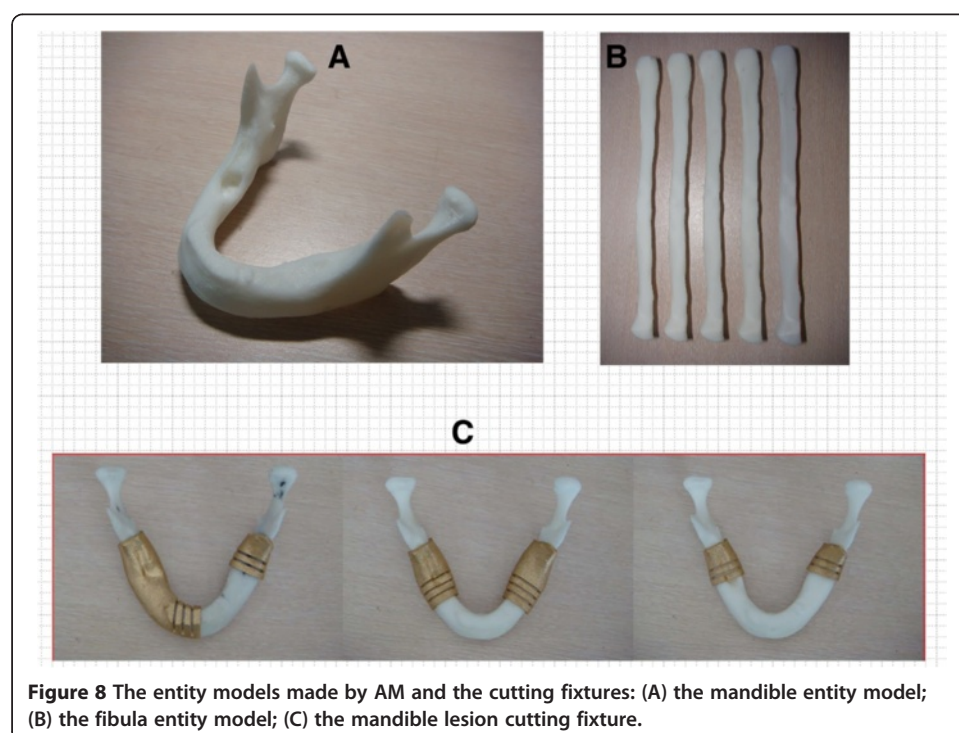 A
B
C
Figure 8 The entity models made by AM and the cutting fixtures: (A) the mandible entity model;
(B) the fibula entity model; (C) the mandible lesion cutting fixture.